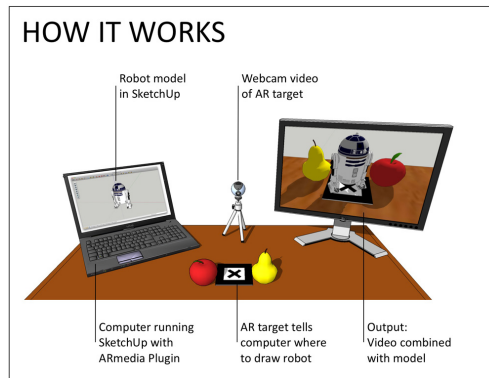 HOW IT WORKS
Robot model
in SketchUp
Webcam video
of AR target
Computer running
SketchUp with
ARmedia Plugin
AR target tells
computer where
to draw robot
Output:
Video combined
with model